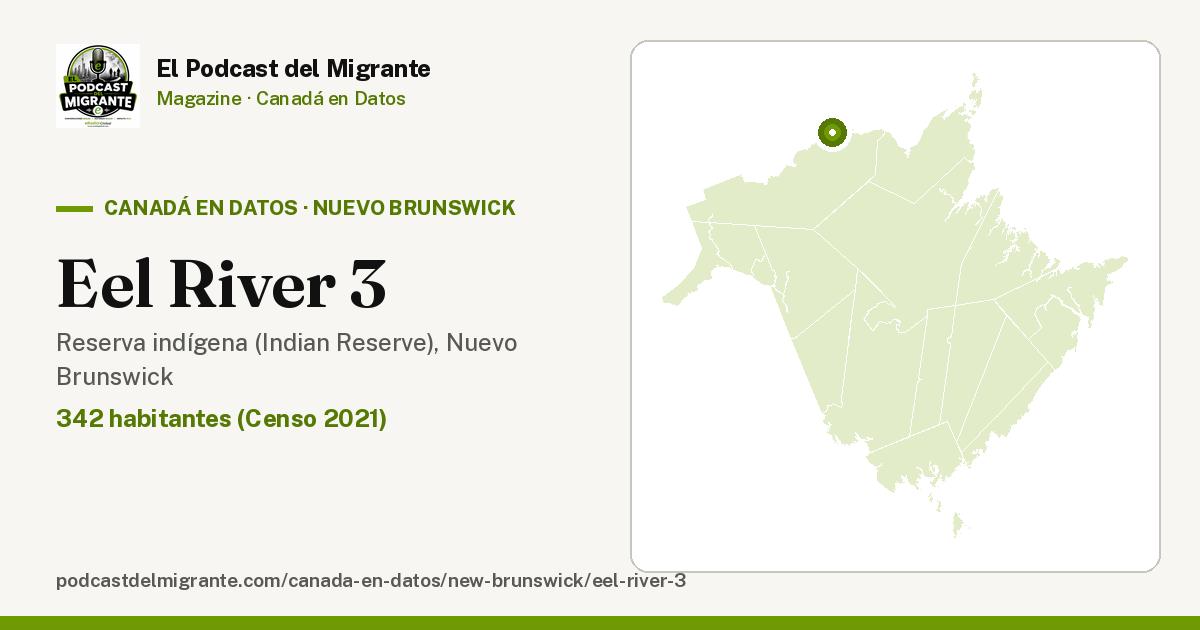 EL
PODCAST
DEL
MIGRANTE
El Podcast del Migrante
Magazine · Canadá en Datos
CANADÁ EN DATOS · NUEVO BRUNSWICK
Eel River 3
Reserva indígena (Indian Reserve), Nuevo
Brunswick
342 habitantes (Censo 2021)
podcastdelmigrante.com/canada-en-datos/new-brunswick/eel-river-3